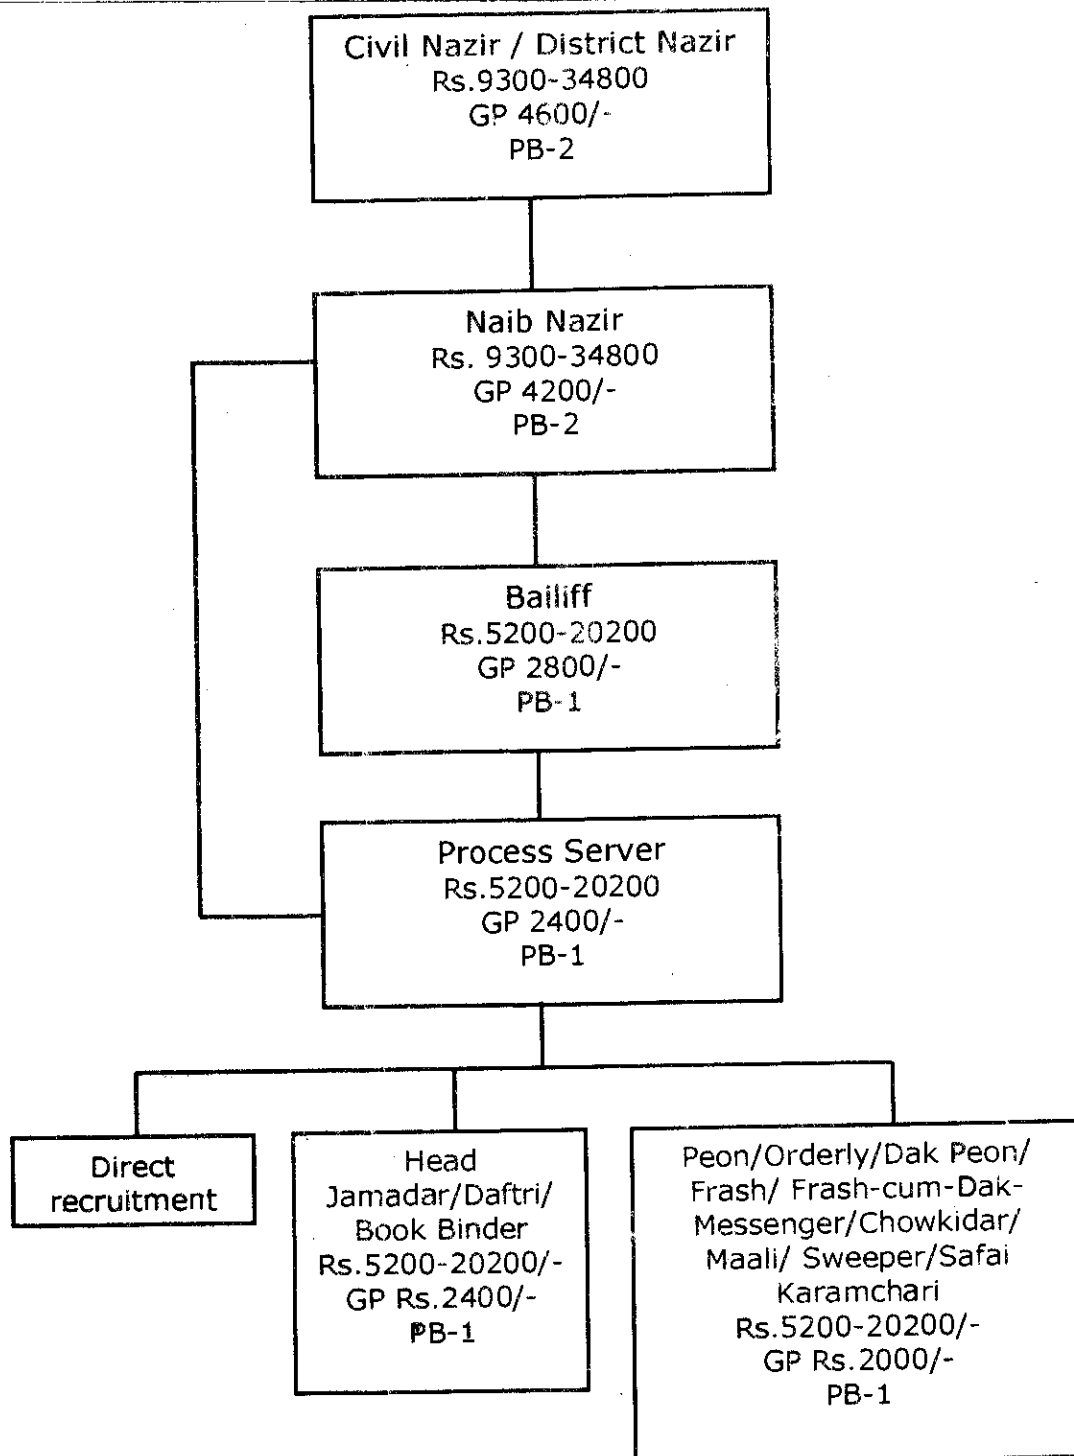 Civil Nazir / District Nazir
Rs.9300-34800
GP 4600/-
PB-2
Naib Nazir
Rs. 9300-34800
GP 4200/-
PB-2
Bailiff
Rs.5200-20200
GP 2800/-
PB-1
Process Server
Rs.5200-20200
GP 2400/-
PB-1
Direct
recruitment
Head
Jamadar/Daftri/
Book Binder
Rs.5200-20200/-
GP Rs.2400/-
PB-1
Peon/Orderly/Dak Peon/
Frash/ Frash-cum-Dak-
Messenger/Chowkidar/
Maali/ Sweeper/Safai
Karamchari
Rs.5200-20200/-
GP Rs.2000/-
PB-1